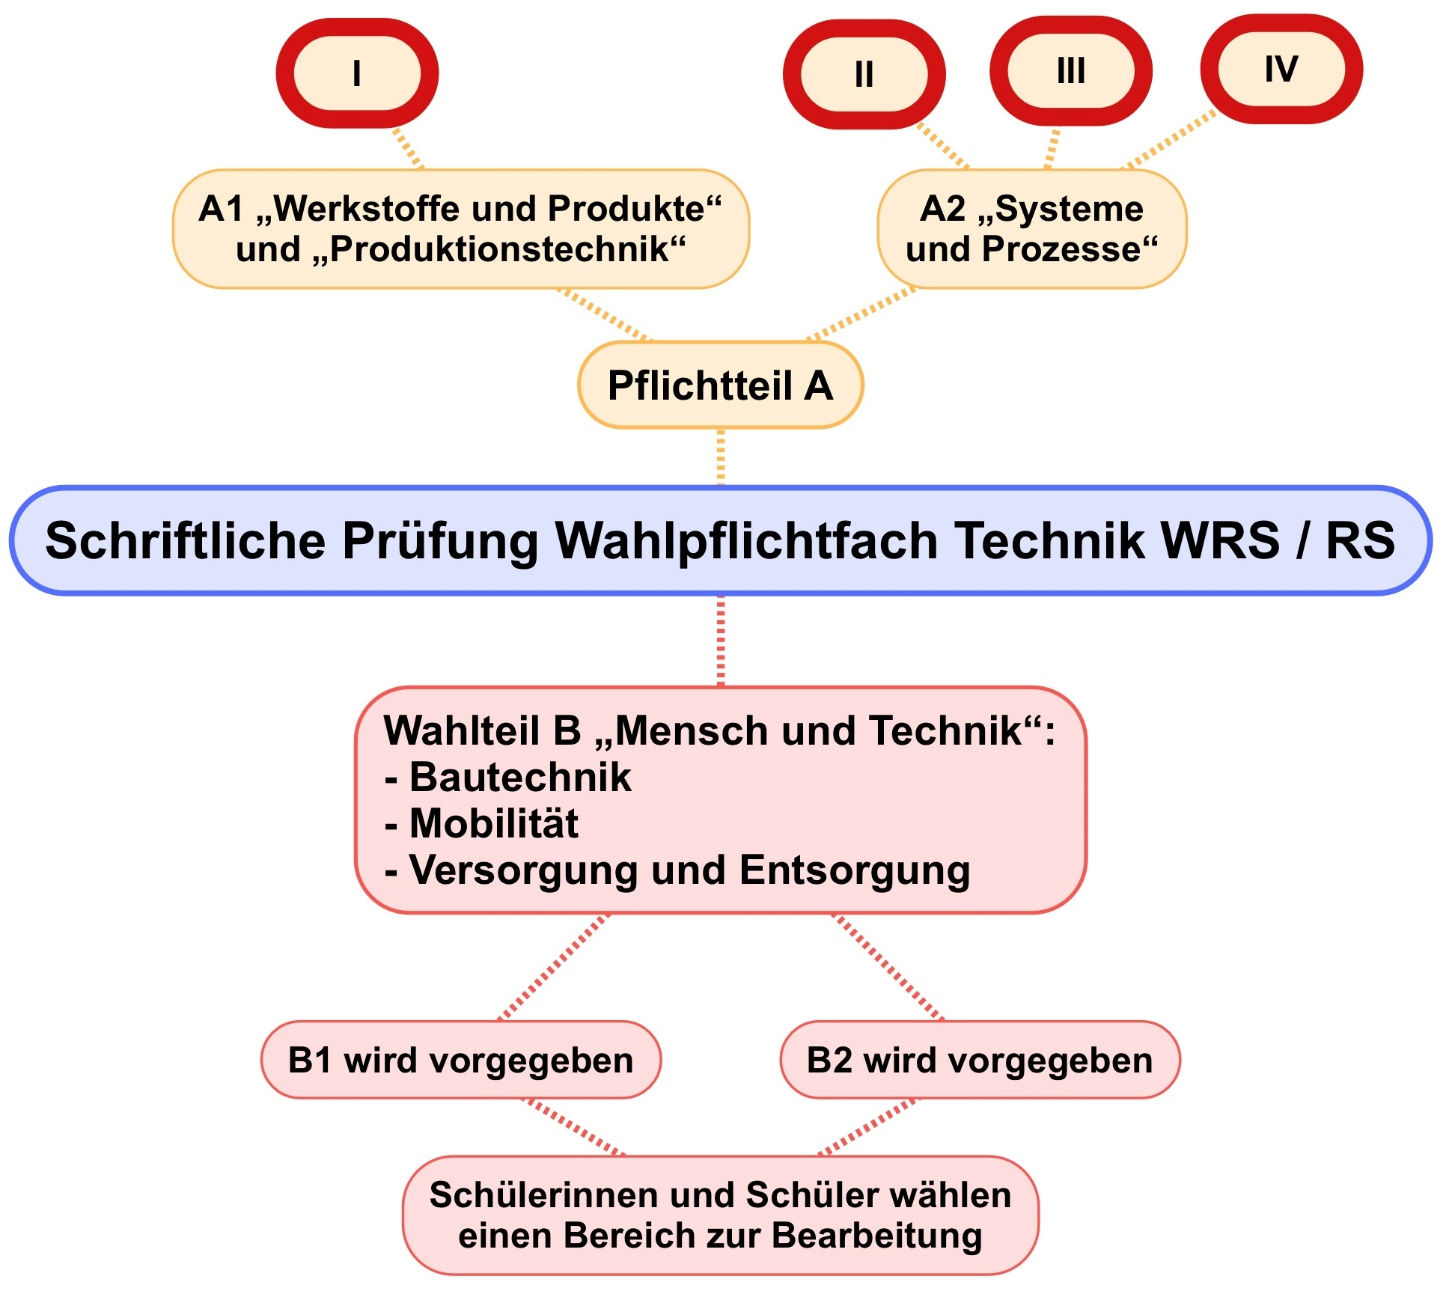 I
II
III
IV
A1 „Werkstoffe und Produkte“
und „Produktionstechnik“
A2 „Systeme
und Prozesse“
Pflichtteil A
Schriftliche Prüfung Wahlpflichtfach Technik WRS / RS
Wahlteil B „Mensch und Technik“:
- Bautechnik
- Mobilität
- Versorgung und Entsorgung
B1 wird vorgegeben
B2 wird vorgegeben
Schülerinnen und Schüler wählen
einen Bereich zur Bearbeitung